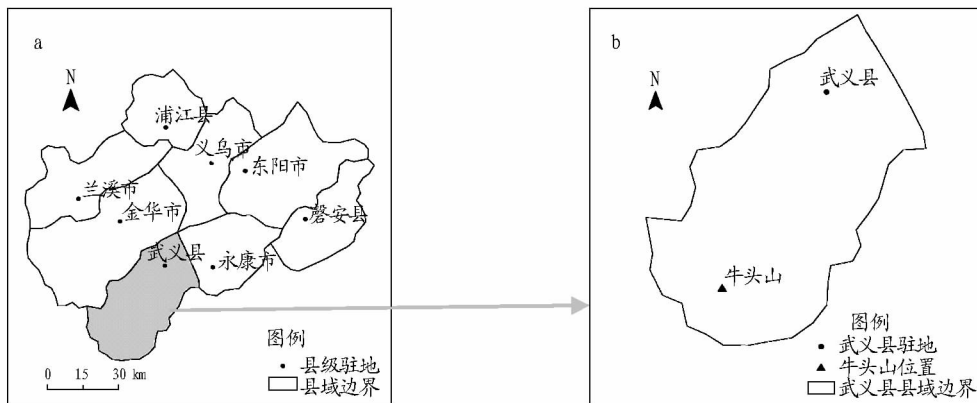 a
N
浦江县
义乌市
东阳市
兰溪市
金华市
磬安县
武义县
永康市
图例
县级驻地
县域边界
0 15 30 km
b
N
武义县
牛头山
图例
武义县驻地
牛头山位置
武义县县域边界